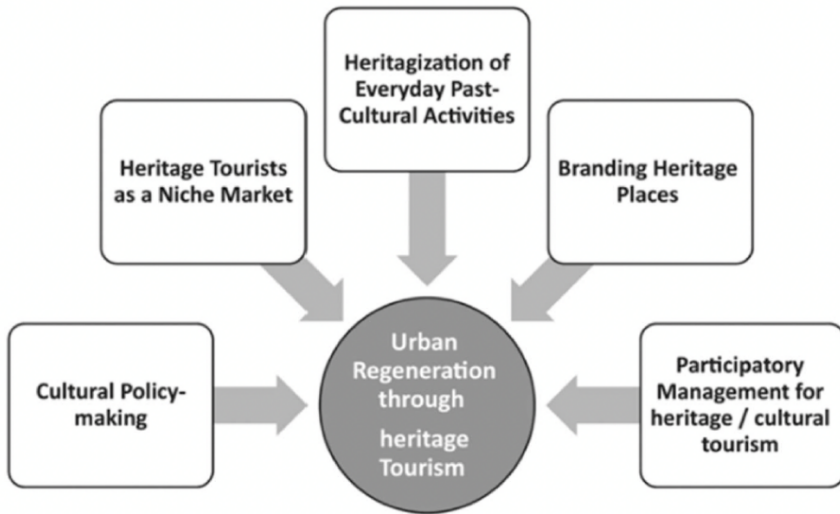 Heritagization of
Everyday Past-
Cultural Activities
Heritage Tourists
as a Niche Market
Branding Heritage
Places
Cultural Policy-
making
Urban
Regeneration
through
heritage
Tourism
Participatory
Management for
heritage / cultural
tourism